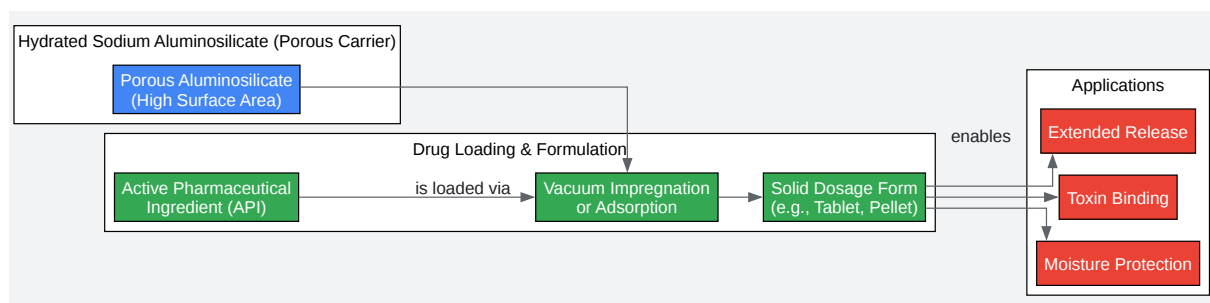 Hydrated Sodium Aluminosilicate (Porous Carrier)
Porous Aluminosilicate
(High Surface Area)
Drug Loading & Formulation
Active Pharmaceutical
Ingredient (API)
is loaded via
Vacuum Impregnation
or Adsorption
Solid Dosage Form
(e.g., Tablet, Pellet)
enables
Applications
Extended Release
Toxin Binding
Moisture Protection